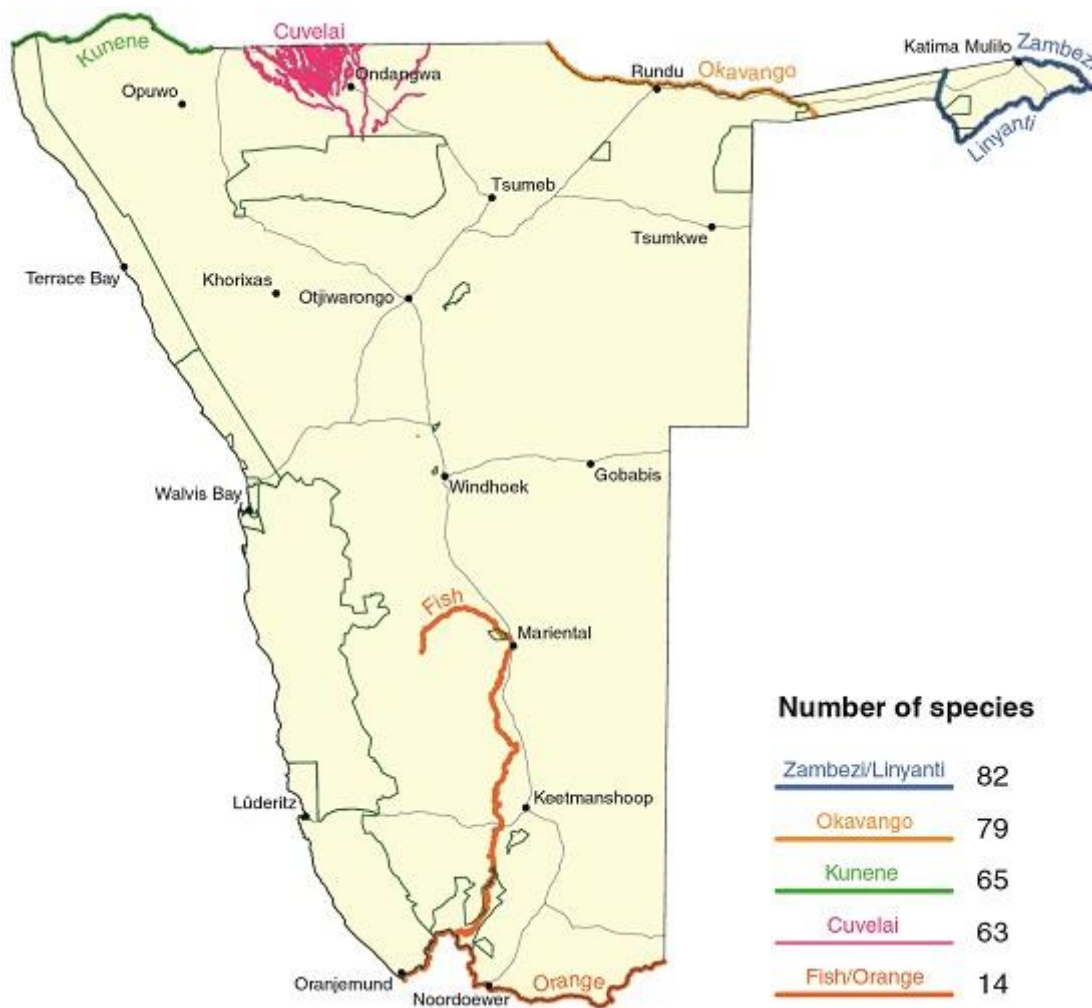 Kunene
Cuvelai
Katima Mulilo
Zambezi
Ondangwa
Opuwo
Rundu
Okavango
Linyanti
Tsumeb
Tsumkwe
Terrace Bay
Khorixas
Otjiwarongo
Walvis Bay
Windhoek
Gobabis
Fish
Mariental
Lûderitz
Keetmanshoop
Oranjemund
Noordoewer
Orange
Number of species
Zambezi/Linyanti 82
Okavango 79
Kunene 65
Cuvelai 63
Fish/Orange 14